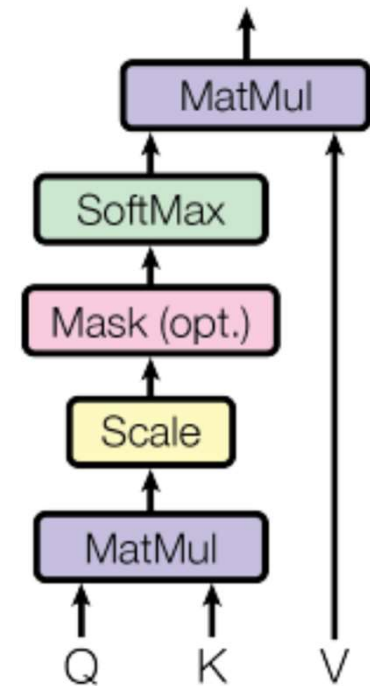 MatMul
SoftMax
Mask (opt.)
Scale
MatMul
Q K V